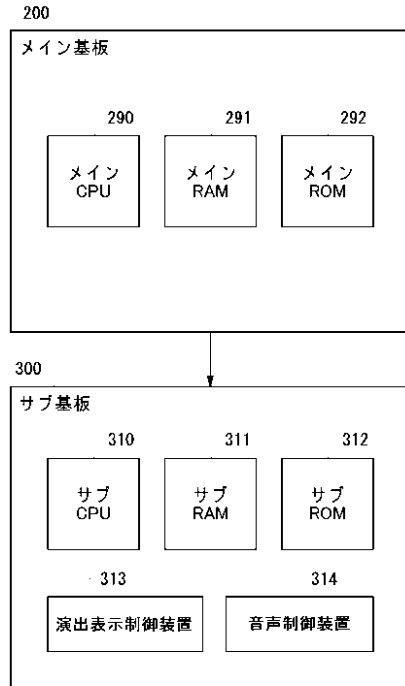 200
メイン基板
290
291
292
メイン
CPU
メイン
RAM
メイン
ROM
300
サブ基板
310
311
312
サブ
CPU
サブ
RAM
サブ
ROM
313
314
演出表示制御装置
音声制御装置